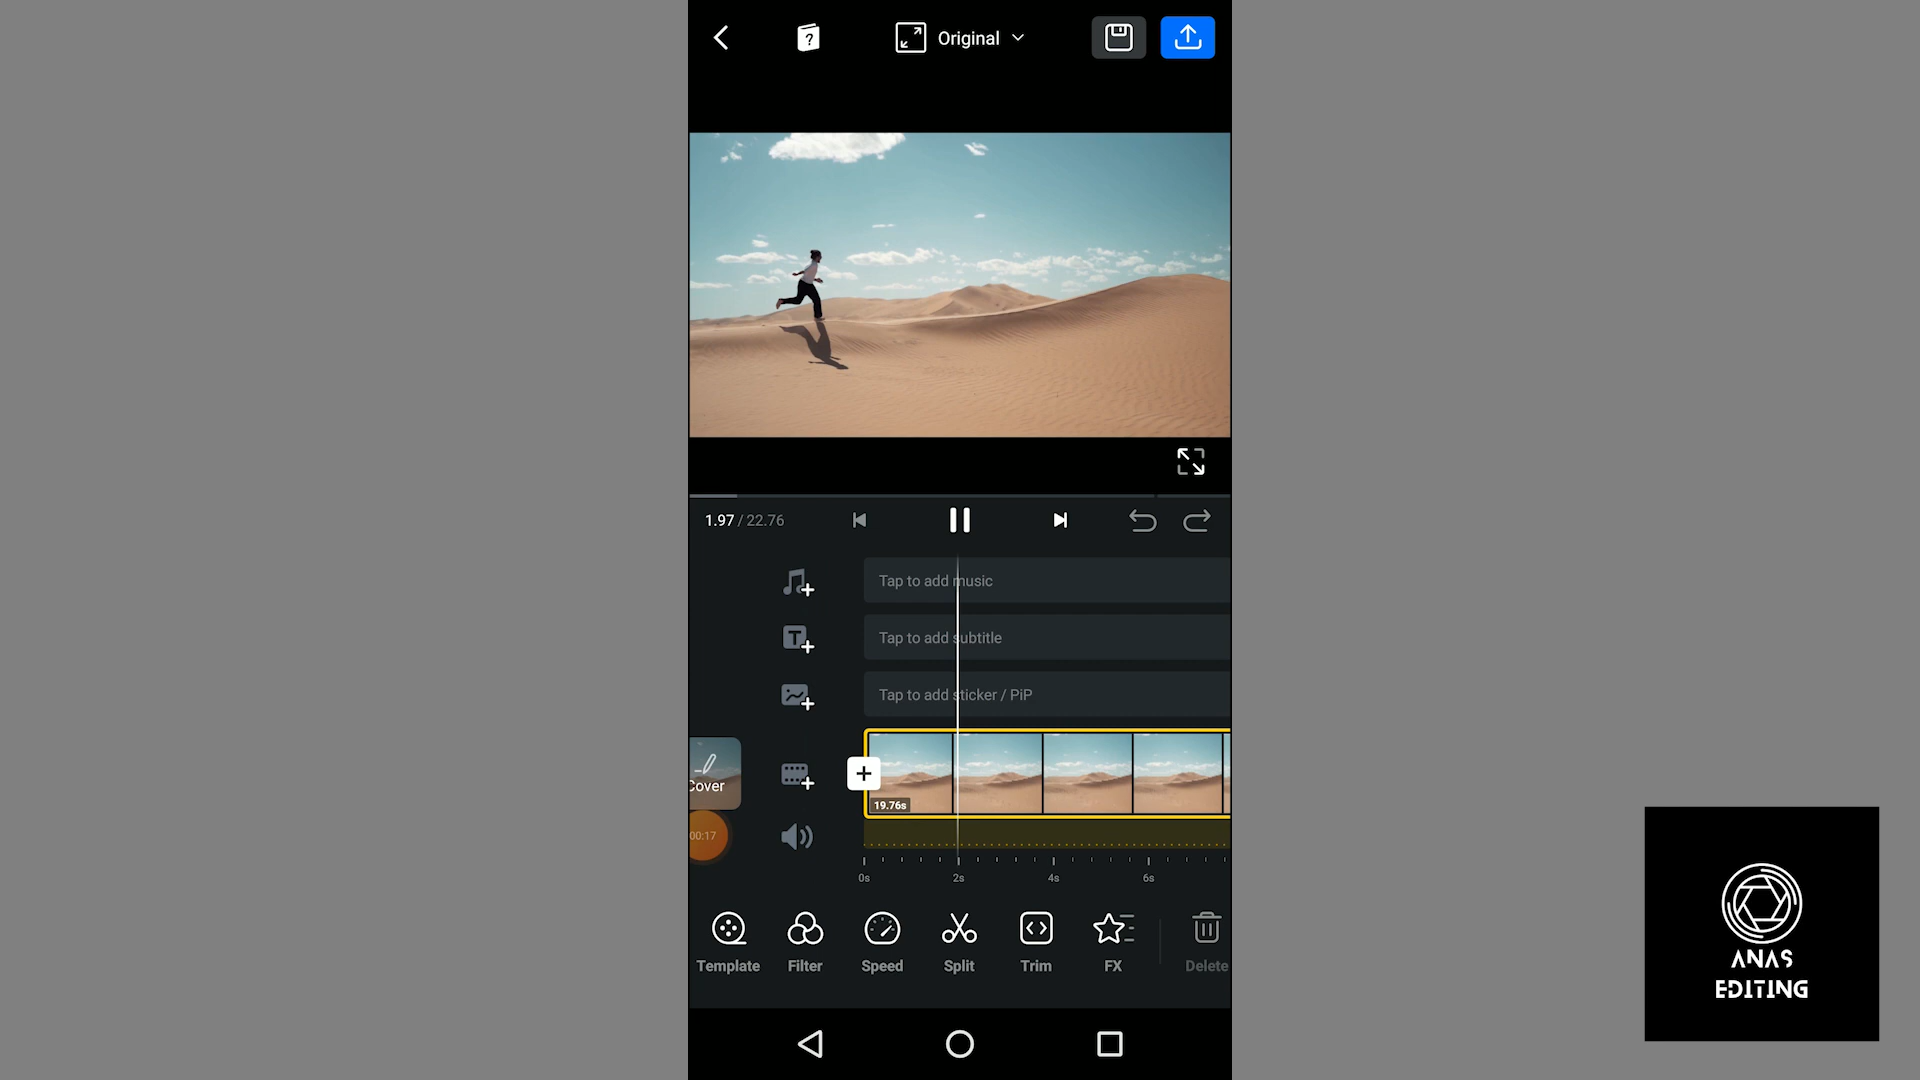 ?
Original
1.97 / 22.76
Tap to add music
T
Tap to add subtitle
Tap to add sticker / PiP
Cover
19.76s
00:17
0s 2s 4s 6s
Template Filter Speed Split Trim FX Delete
ANAS
EDITING